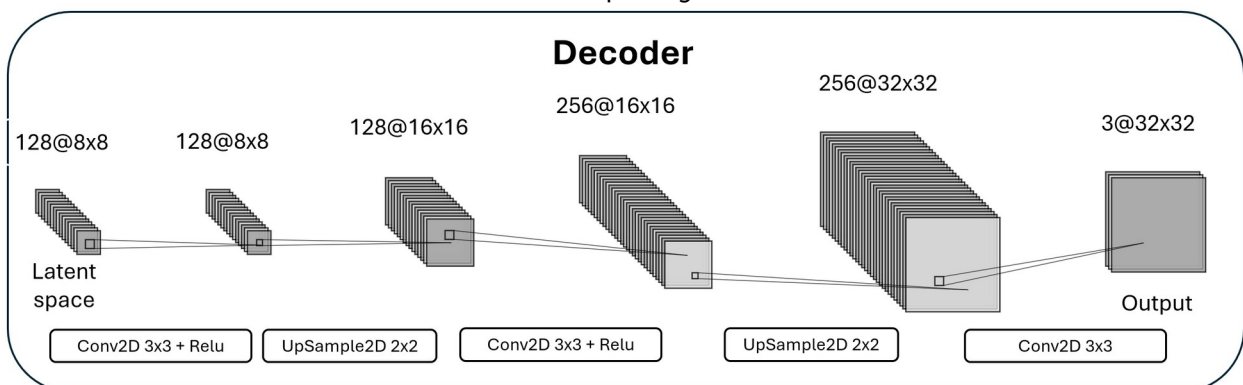 Decoder
128@8x8
128@8x8
128@16x16
256@16x16
256@32x32
3@32x32
Latent
space
Output
Conv2D 3x3 + Relu
UpSample2D 2x2
Conv2D 3x3 + Relu
UpSample2D 2x2
Conv2D 3x3